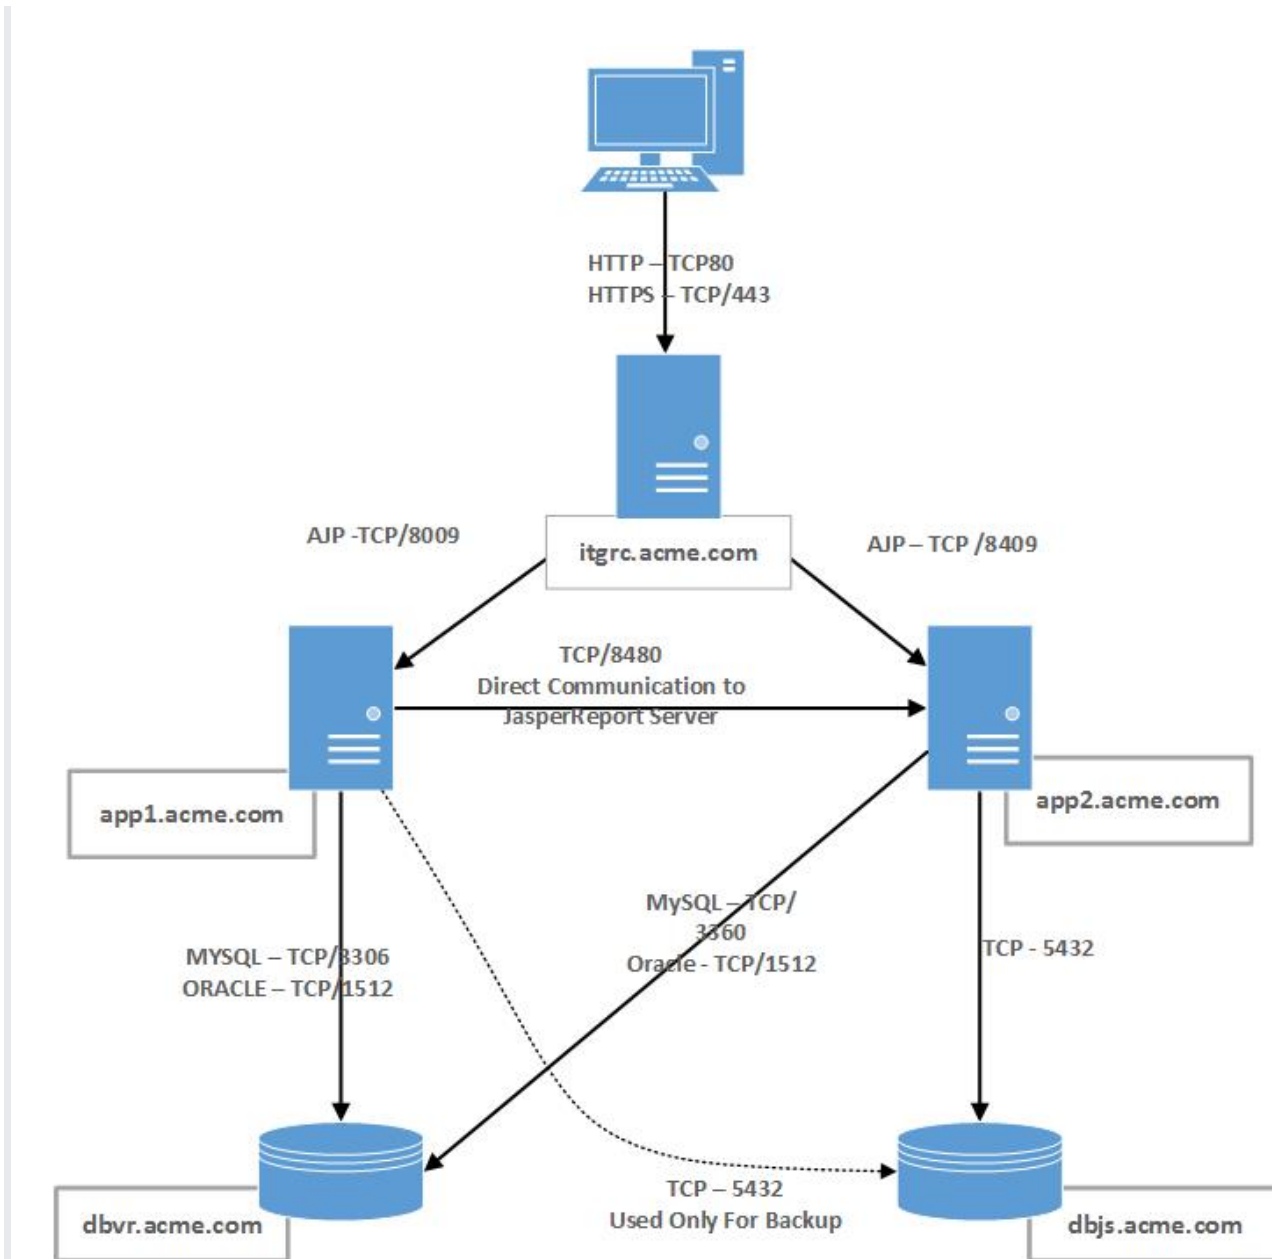 HTTP – TCP80
HTTPS – TCP/443
AJP -TCP/8009
itgrc.acme.com
AJP – TCP /8409
TCP/8480
Direct Communication to
JasperReport Server
app1.acme.com
app2.acme.com
MYSQL – TCP/3306
ORACLE – TCP/1512
MySQL – TCP/
3360
Oracle - TCP/1512
TCP - 5432
TCP – 5432
Used Only For Backup
dbvr.acme.com
dbjs.acme.com